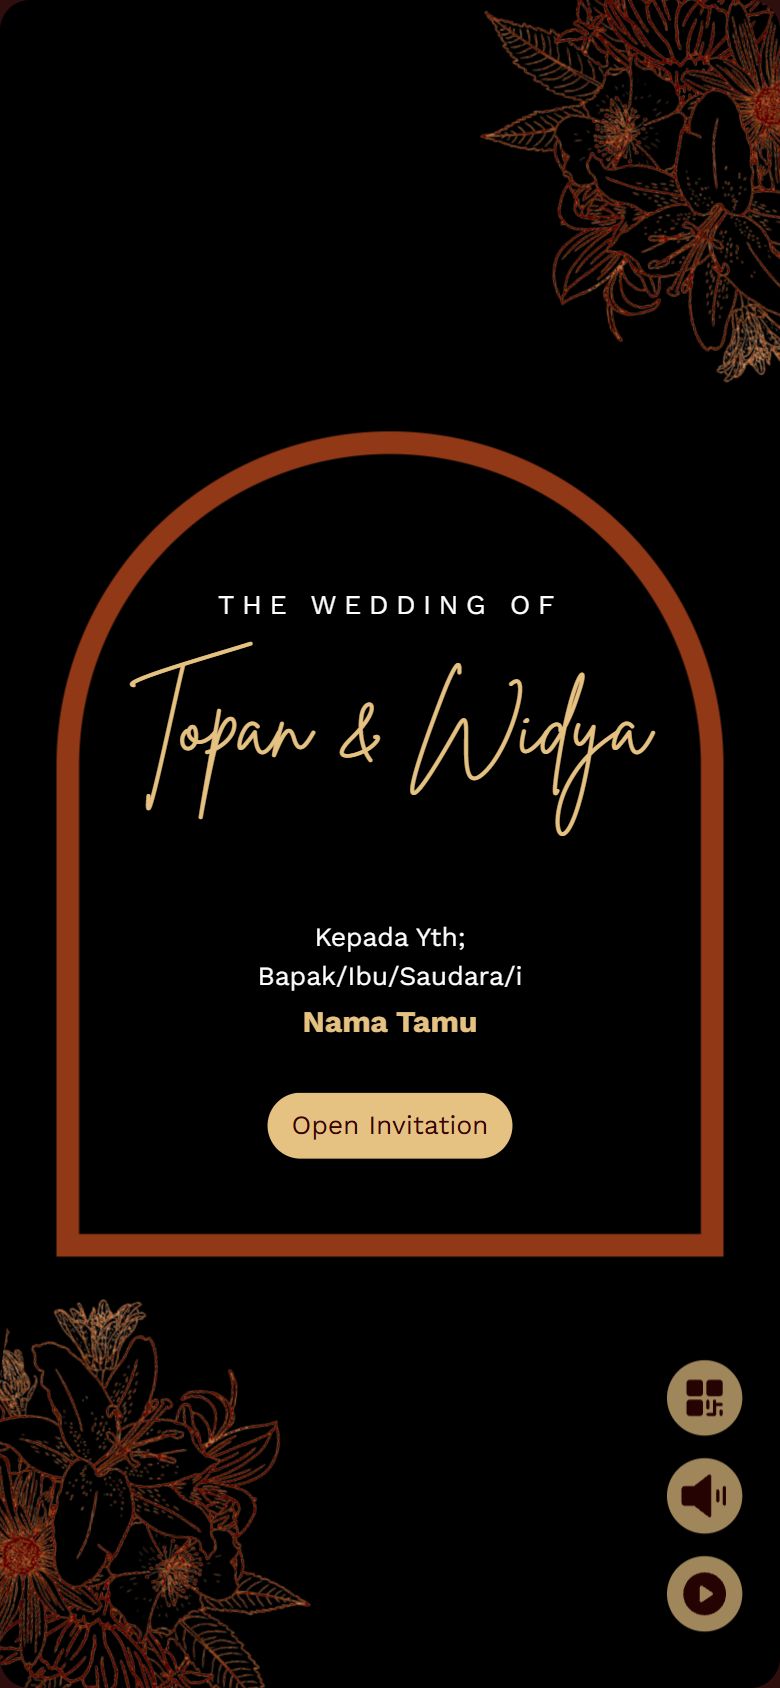 THE WEDDING OF
Topan & Widya
Kepada Yth;
Bapak/Ibu/Saudara/i
Nama Tamu
Open Invitation